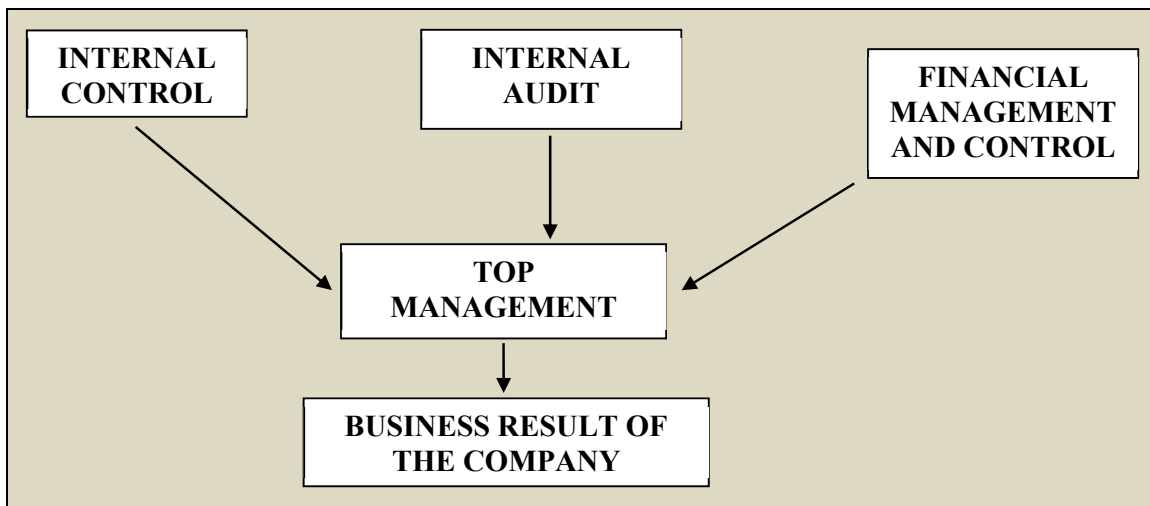 INTERNAL
CONTROL
INTERNAL
AUDIT
FINANCIAL
MANAGEMENT
AND CONTROL
TOP
MANAGEMENT
BUSINESS RESULT OF
THE COMPANY